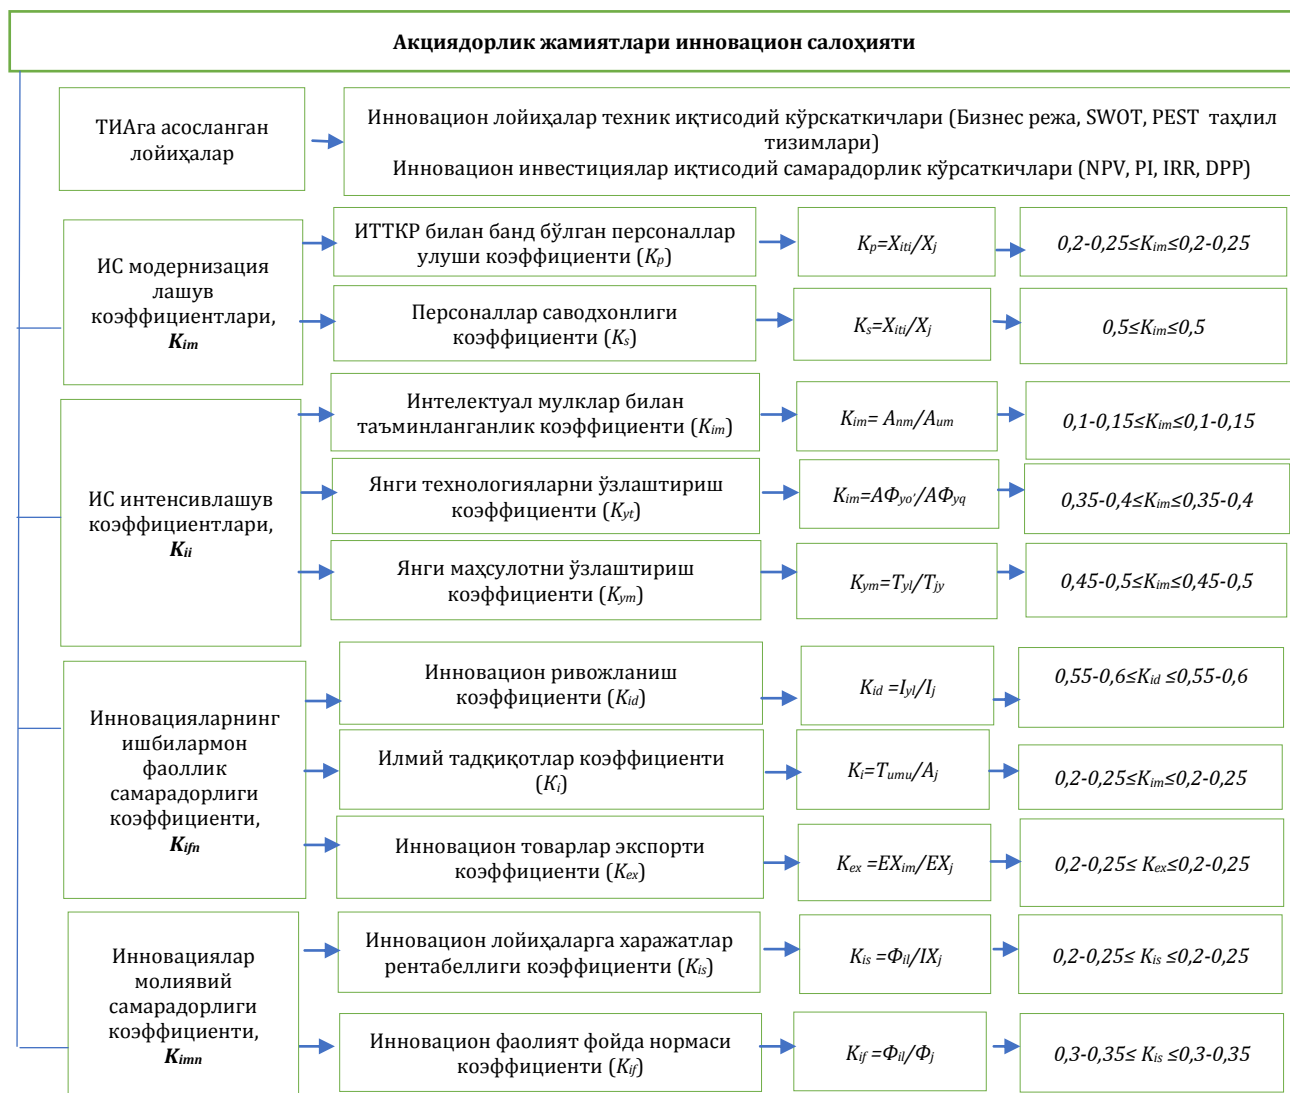 Акциядорлик жамиятлари инновацион салоҳияти
ТИАга асосланган
лойиҳалар
Инновацион лойиҳалар техник иқтисодий кўрскаткичлари (Бизнес режа, SWOT, PEST таҳлил
тизимлари)
Инновацион инвестициялар иқтисодий самарадорлик кўрсаткичлари (NPV, PI, IRR, DPP)
ИС модернизация
лашув
коэффициентлари,
Kim
ИТТКР билан банд бўлган персоналлар
улуши коэффициенти (Kp)
Kp=Xiti/Xj
0,2-0,25≤Kim≤0,2-0,25
Персоналлар саводхонлиги
коэффициенти (Ks)
Ks=Xiti/Xj
0,5≤Kim≤0,5
ИС интенсивлашув
коэффициентлари,
Kii
Интелектуал мулклар билан
таъминланганлик коэффициенти (Kim)
Kim= Anm/Aum
0,1-0,15≤Kim≤0,1-0,15
Янги технологияларни ўзлаштириш
коэффициенти (Kyt)
Kim=АФyo'/АФyq
0,35-0,4≤Kim≤0,35-0,4
Янги маҳсулотни ўзлаштириш
коэффициенти (Kym)
Kym=Tyl/Tjy
0,45-0,5≤Kim≤0,45-0,5
Инновацияларнинг
ишбилармон
фаоллик
самарадорлиги
коэффициенти,
Kifn
Инновацион ривожланиш
коэффициенти (Kid)
Kid =Iyl/Ij
0,55-0,6≤Kid ≤0,55-0,6
Илмий тадқиқотлар коэффициенти
(Ki)
Ki=Tumu/Aj
0,2-0,25≤Kim≤0,2-0,25
Инновацион товарлар экспорти
коэффициенти (Kex)
Kex =EXim/EXj
0,2-0,25≤ Kex≤0,2-0,25
Инновациялар
молиявий
самарадорлиги
коэффициенти,
Kimn
Инновацион лойиҳаларга харажатлар
рентабеллиги коэффициенти (Kis)
Kis =Фil/IXj
0,2-0,25≤ Kis ≤0,2-0,25
Инновацион фаолият фойда нормаси
коэффициенти (Kif)
Kif =Фil/Фj
0,3-0,35≤ Kis ≤0,3-0,35